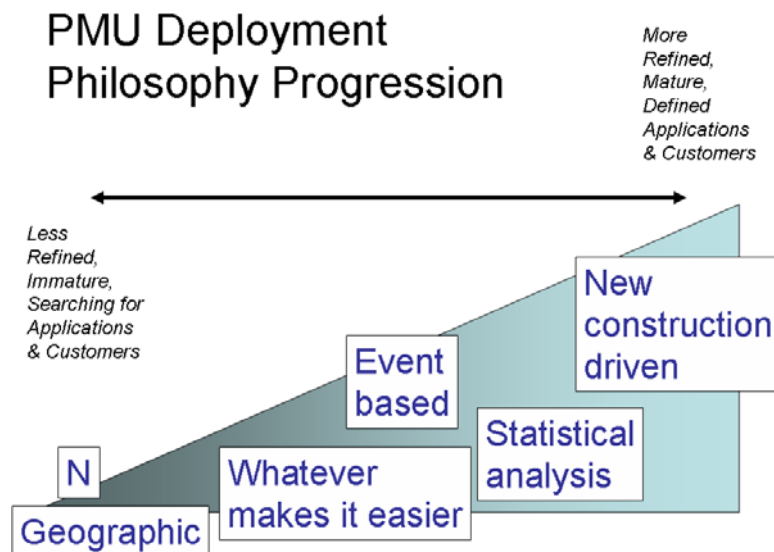 PMU Deployment
Philosophy Progression
More
Refined,
Mature,
Defined
Applications
& Customers
Less
Refined,
Immature,
Searching for
Applications
& Customers
New
construction
driven
Event
based
Statistical
analysis
N
Whatever
makes it easier
Geographic